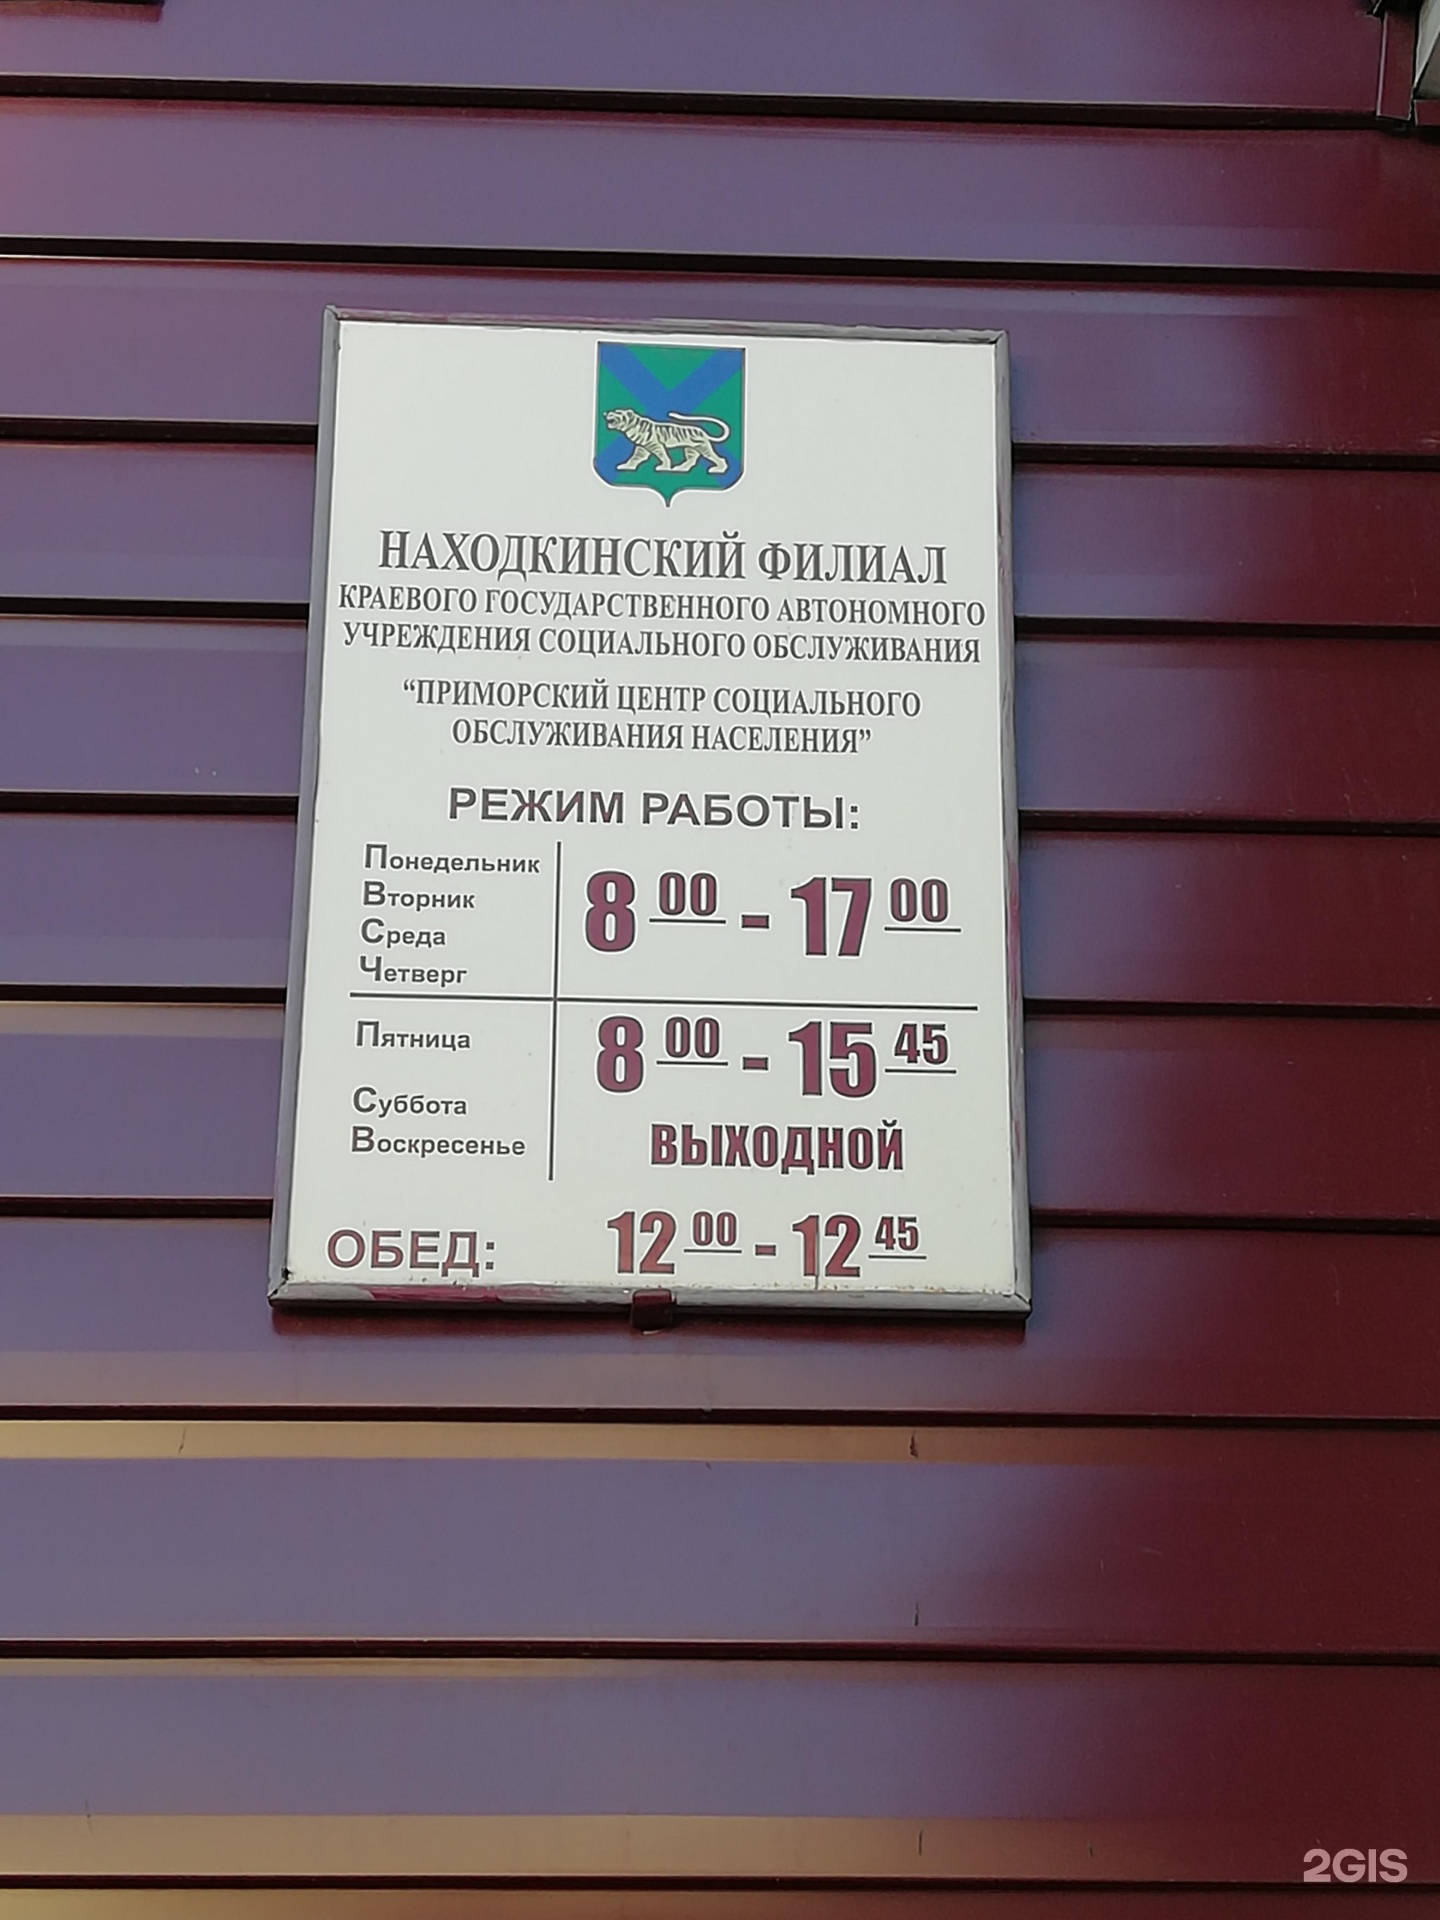 НАХОДКИНСКИЙ ФИЛИАЛ
КРАЕВОГО ГОСУДАРСТВЕННОГО АВТОНОМНОГО
УЧРЕЖДЕНИЯ СОЦИАЛЬНОГО ОБСЛУЖИВАНИЯ
“ПРИМОРСКИЙ ЦЕНТР СОЦИАЛЬНОГО
ОБСЛУЖИВАНИЯ НАСЕЛЕНИЯ”
РЕЖИМ РАБОТЫ:
Понедельник
Вторник
Среда
Четверг
8 00 - 17 00
Пятница
8 00 - 15 45
Суббота
Воскресенье
ВЫХОДНОЙ
ОБЕД: 12 00 - 12 45
2GIS